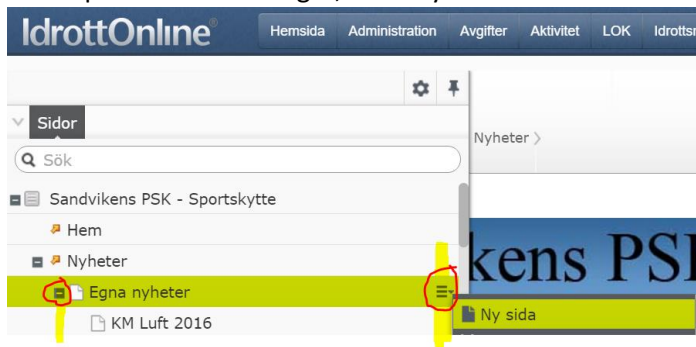 IdrottOnline® Hemsida Administration Avgifter Aktivitet LOK
Sidor
Nyheter
Sök
Sandvikens PSK - Sportskytte
Hem
Nyheter
kens PS
Egna nyheter
Ny sida
KM Luft 2016